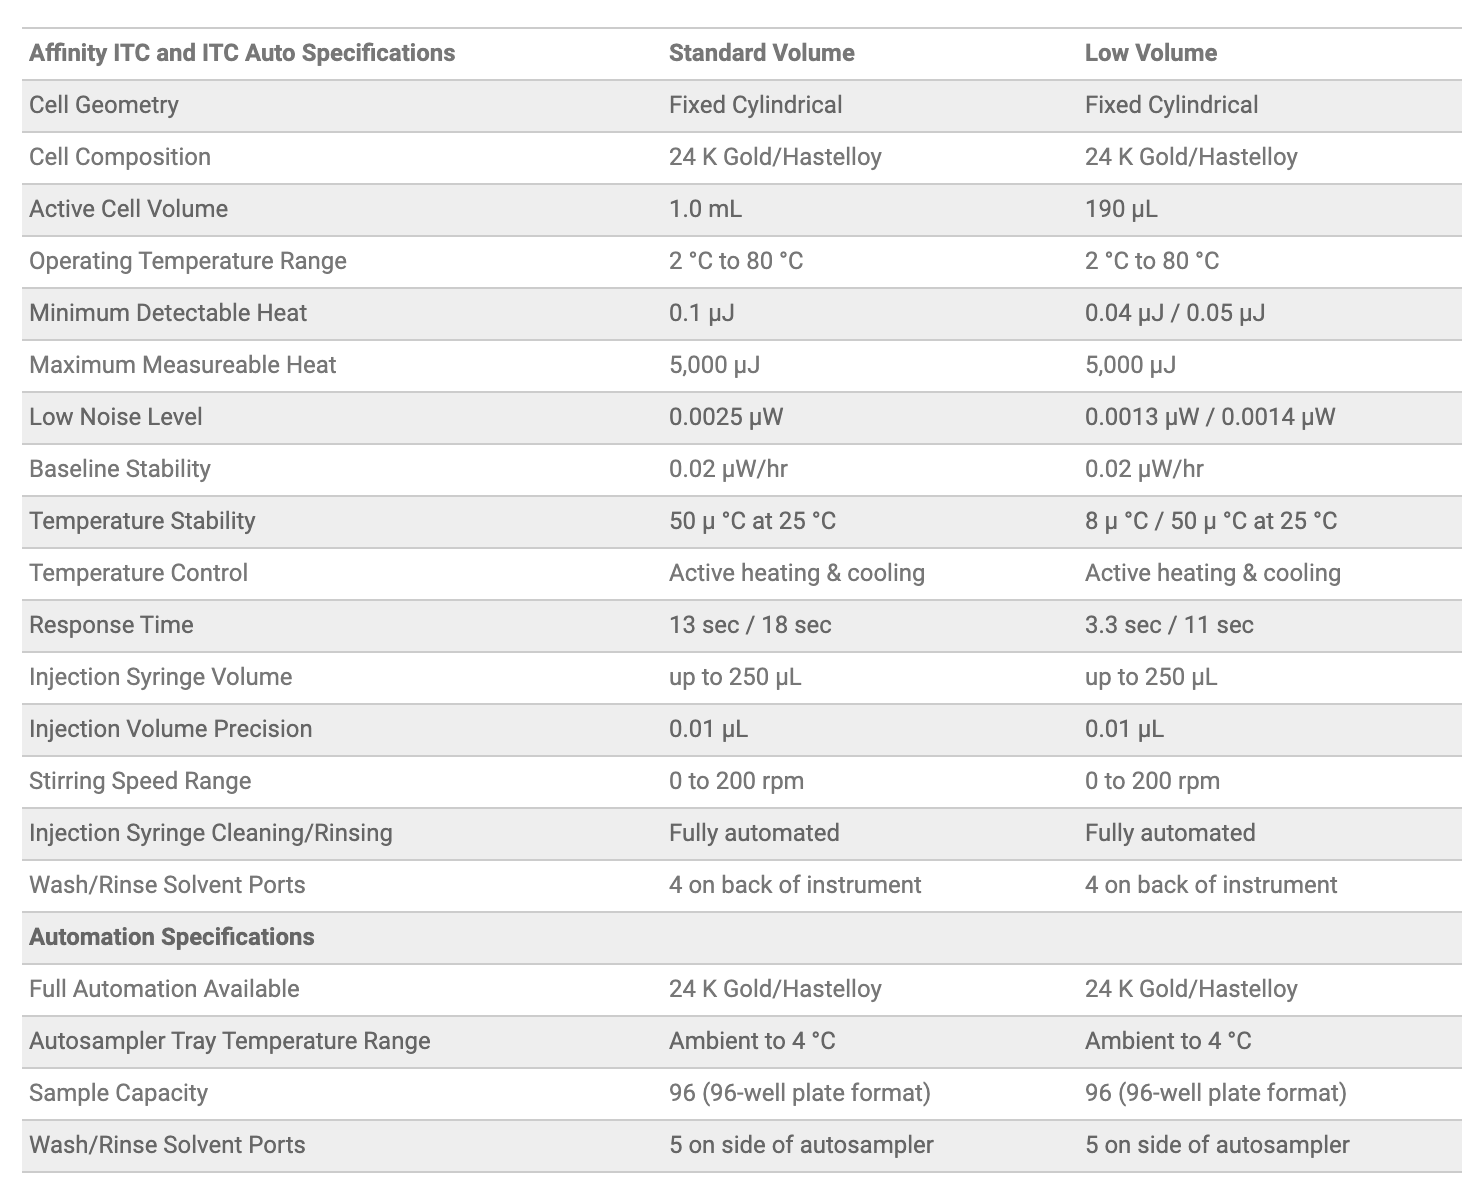 Affinity ITC and ITC Auto Specifications Standard Volume Low Volume
Cell Geometry Fixed Cylindrical Fixed Cylindrical
Cell Composition 24 K Gold/Hastelloy 24 K Gold/Hastelloy
Active Cell Volume 1.0 mL 190 µL
Operating Temperature Range 2 °C to 80 °C 2 °C to 80 °C
Minimum Detectable Heat 0.1 µJ 0.04 µJ / 0.05 µJ
Maximum Measureable Heat 5,000 µJ 5,000 µJ
Low Noise Level 0.0025 µW 0.0013 µW / 0.0014 µW
Baseline Stability 0.02 µW/hr 0.02 µW/hr
Temperature Stability 50 µ °C at 25 °C 8 µ °C / 50 µ °C at 25 °C
Temperature Control Active heating & cooling Active heating & cooling
Response Time 13 sec / 18 sec 3.3 sec / 11 sec
Injection Syringe Volume up to 250 µL up to 250 µL
Injection Volume Precision 0.01 µL 0.01 µL
Stirring Speed Range 0 to 200 rpm 0 to 200 rpm
Injection Syringe Cleaning/Rinsing Fully automated Fully automated
Wash/Rinse Solvent Ports 4 on back of instrument 4 on back of instrument
Automation Specifications
Full Automation Available 24 K Gold/Hastelloy 24 K Gold/Hastelloy
Autosampler Tray Temperature Range Ambient to 4 °C Ambient to 4 °C
Sample Capacity 96 (96-well plate format) 96 (96-well plate format)
Wash/Rinse Solvent Ports 5 on side of autosampler 5 on side of autosampler